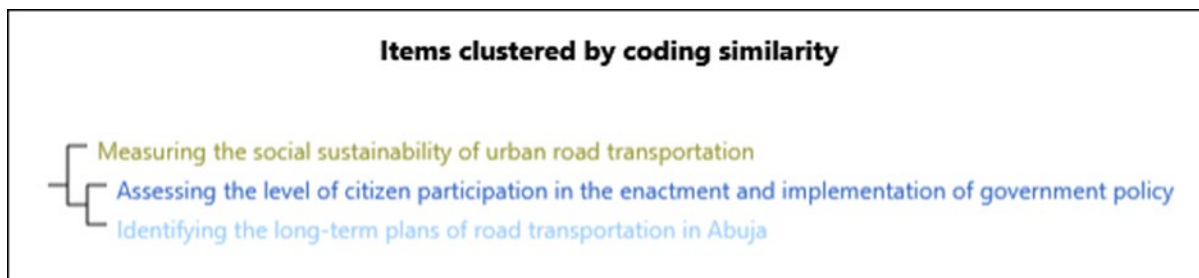 Items clustered by coding similarity
Measuring the social sustainability of urban road transportation
Assessing the level of citizen participation in the enactment and implementation of government policy
Identifying the long-term plans of road transportation in Abuja